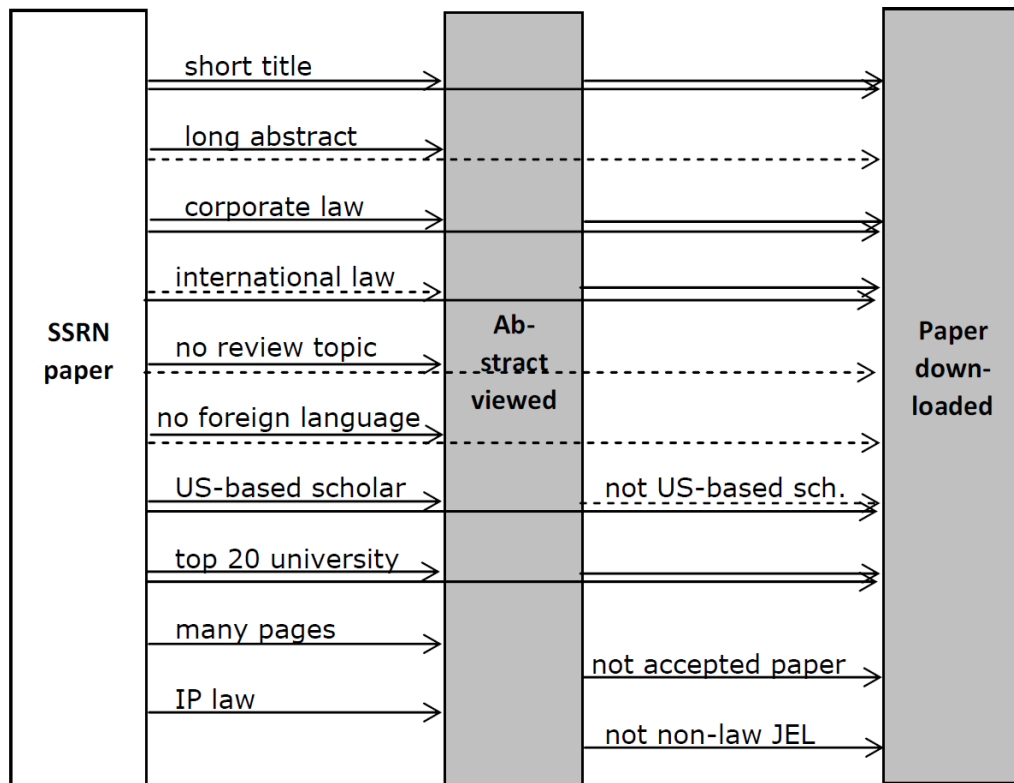 short title
long abstract
corporate law
international law
SSRN
paper
no review topic
no foreign language
US-based scholar
top 20 university
many pages
IP law
Ab-
stract
viewed
not US-based sch.
not accepted paper
not non-law JEL
Paper
down-
loaded